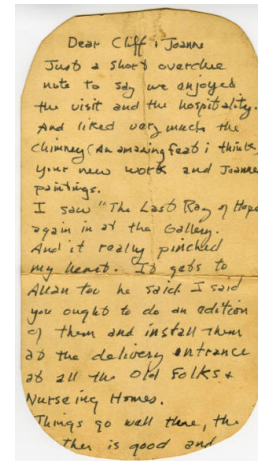 Dear Cliff & Joanne
Just a short overdue
note to say we enjoyed
the visit and the hospitality.
And liked very much the
chimney (An amazing feat i think)
your new work and Joanne
paintings.
I saw "The Last Ray of Hope
again in at the Gallery.
And it really pinched
my heart. It gets to
Allan too he said. I said
you ought to do an edition
of them and install them
at the delivery entrance
at all the Old Folks &
Nurseing Homes.
Things go well there, the
ther is good and